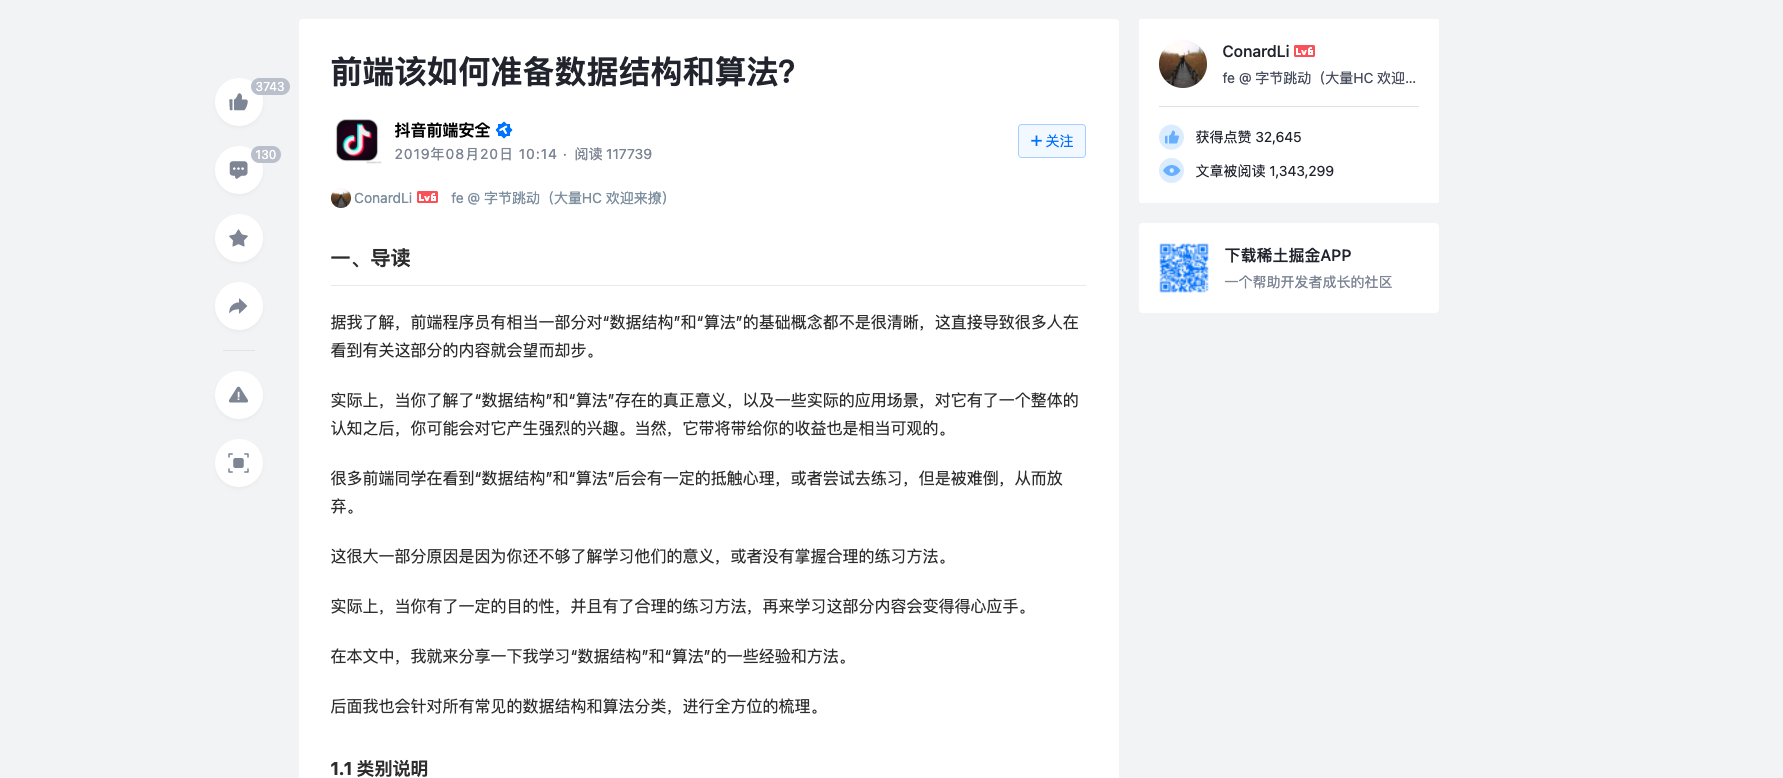 3743
130
前端该如何准备数据结构和算法?
抖音前端安全
2019年08月20日 10:14 · 阅读 117739
+ 关注
ConardLi Lv6 fe @ 字节跳动（大量HC 欢迎来撩）
一、导读
据我了解，前端程序员有相当一部分对“数据结构”和“算法”的基础概念都不是很清晰，这直接导致很多人在
看到有关这部分的内容就会望而却步。
实际上，当你了解了“数据结构”和“算法”存在的真正意义，以及一些实际的应用场景，对它有了一个整体的
认知之后，你可能会对它产生强烈的兴趣。当然，它带将带给你的收益也是相当可观的。
很多前端同学在看到“数据结构”和“算法”后会有一定的抵触心理，或者尝试去练习，但是被难倒，从而放
弃。
这很大一部分原因是因为你还不够了解学习他们的意义，或者没有掌握合理的练习方法。
实际上，当你有了一定的目的性，并且有了合理的练习方法，再来学习这部分内容会变得得心应手。
在本文中，我就来分享一下我学习“数据结构”和“算法”的一些经验和方法。
后面我也会针对所有常见的数据结构和算法分类，进行全方位的梳理。
1.1 类别说明
ConardLi Lv6
fe @ 字节跳动（大量HC 欢迎...
获得点赞 32,645
文章被阅读 1,343,299
下载稀土掘金APP
一个帮助开发者成长的社区